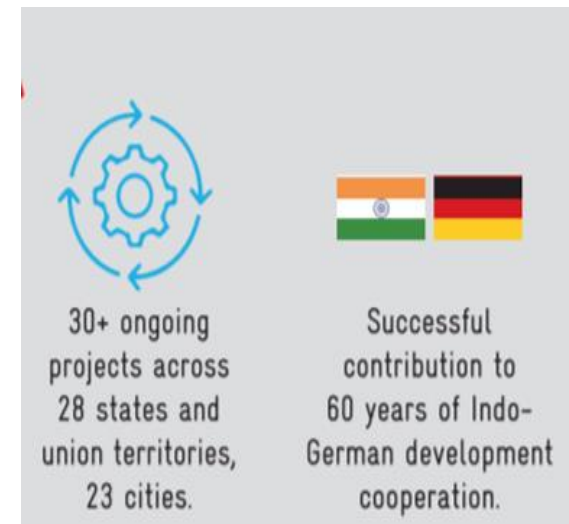 30+ ongoing
projects across
28 states and
union territories,
23 cities.
Successful
contribution to
60 years of Indo-
German development
cooperation.